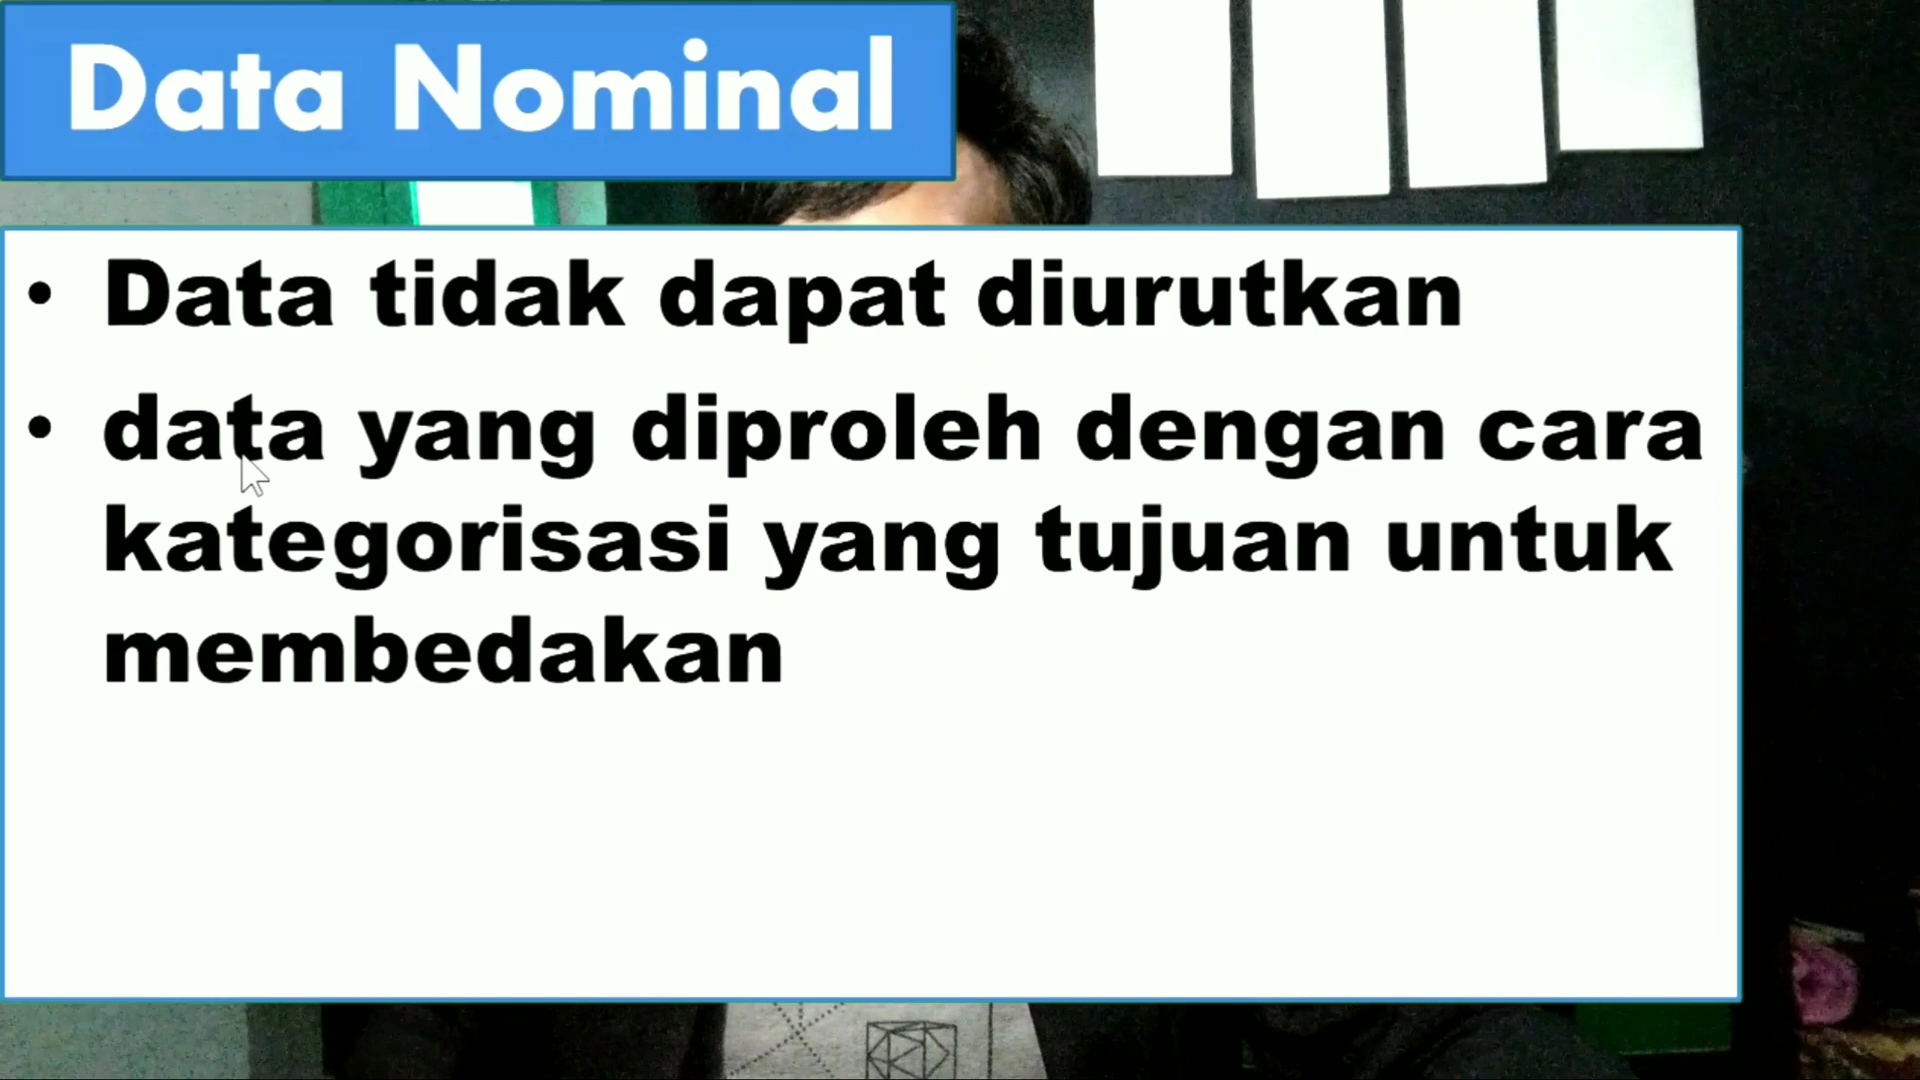 Data Nominal
• Data tidak dapat diurutkan
• data yang diproleh dengan cara
kategorisasi yang tujuan untuk
membedakan